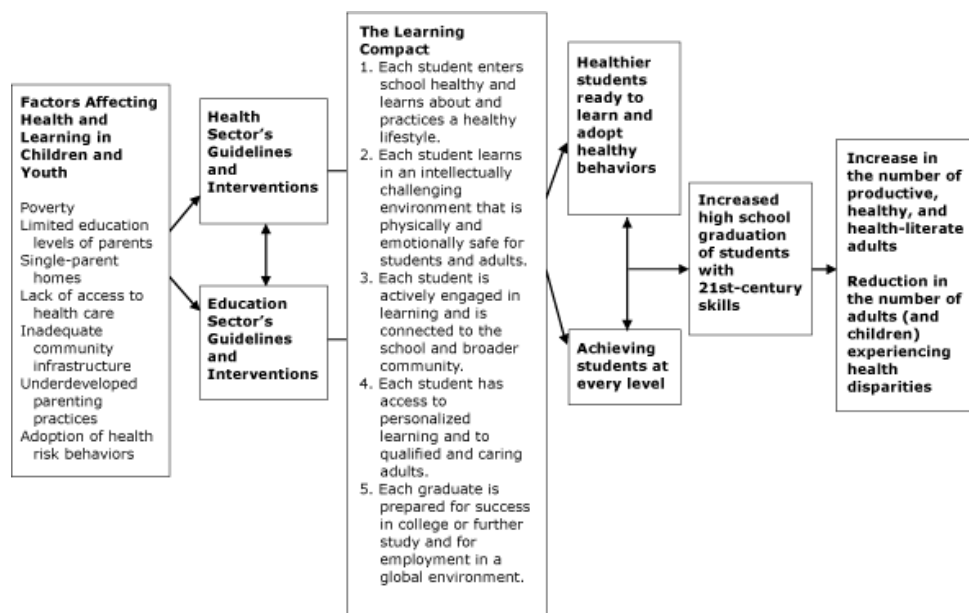 Factors Affecting
Health and
Learning in
Children and
Youth
Poverty
Limited education
levels of parents
Single-parent
homes
Lack of access to
health care
Inadequate
community
infrastructure
Underdeveloped
parenting
practices
Adoption of health
risk behaviors
Health
Sector's
Guidelines
and
Interventions
Education
Sector's
Guidelines
and
Interventions
The Learning
Compact
1. Each student enters
school healthy and
learns about and
practices a healthy
lifestyle.
2. Each student learns
in an intellectually
challenging
environment that is
physically and
emotionally safe for
students and adults.
3. Each student is
actively engaged in
learning and is
connected to the
school and broader
community.
4. Each student has
access to
personalized
learning and to
qualified and caring
adults.
5. Each graduate is
prepared for success
in college or further
study and for
employment in a
global environment.
Healthier
students
ready to
learn and
adopt
healthy
behaviors
Achieving
students at
every level
Increased high
school
graduation
of students
with
21st-century
skills
Increase in
the number of
productive,
healthy, and
health-literate
adults
Reduction in
the number of
adults (and
children)
experiencing
health
disparities